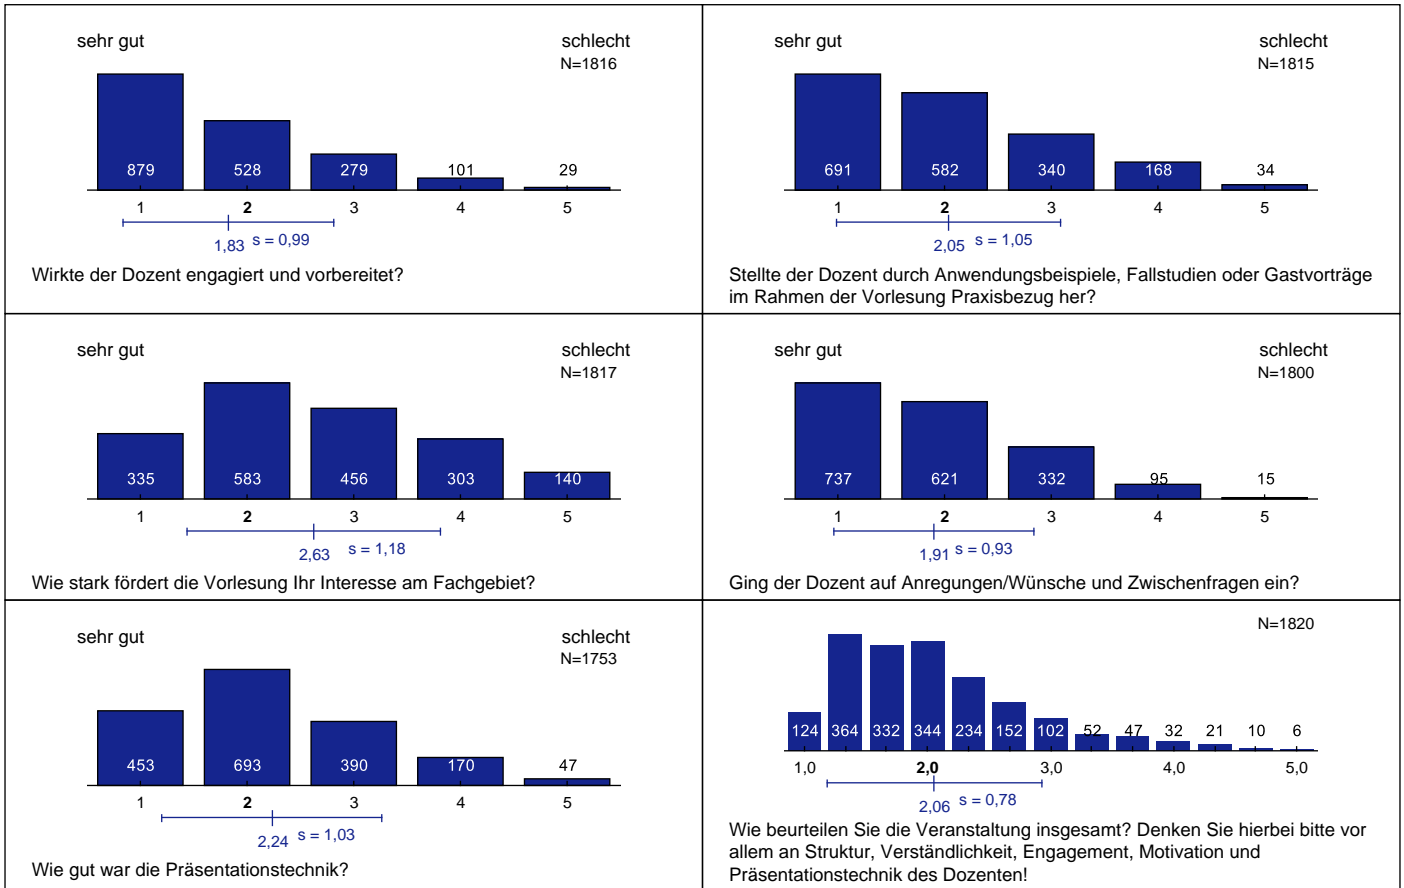 sehr gut
schlecht
N=1816
879 528 279 101 29
1 2 3 4 5
1,83 s = 0,99
Wirkte der Dozent engagiert und vorbereitet?
sehr gut
schlecht
N=1815
691 582 340 168 34
1 2 3 4 5
2,05 s = 1,05
Stellte der Dozent durch Anwendungsbeispiele, Fallstudien oder Gastvorträge
im Rahmen der Vorlesung Praxisbezug her?
sehr gut
schlecht
N=1817
335 583 456 303 140
1 2 3 4 5
2,63 s = 1,18
Wie stark fördert die Vorlesung Ihr Interesse am Fachgebiet?
sehr gut
schlecht
N=1800
737 621 332 95 15
1 2 3 4 5
1,91 s = 0,93
Ging der Dozent auf Anregungen/Wünsche und Zwischenfragen ein?
sehr gut
schlecht
N=1753
453 693 390 170 47
1 2 3 4 5
2,24 s = 1,03
Wie gut war die Präsentationstechnik?
N=1820
124 364 332 344 234 152 102 52 47 32 21 10 6
1,0 2,0 3,0 4,0 5,0
2,06 s = 0,78
Wie beurteilen Sie die Veranstaltung insgesamt? Denken Sie hierbei bitte vor
allem an Struktur, Verständlichkeit, Engagement, Motivation und
Präsentationstechnik des Dozenten!